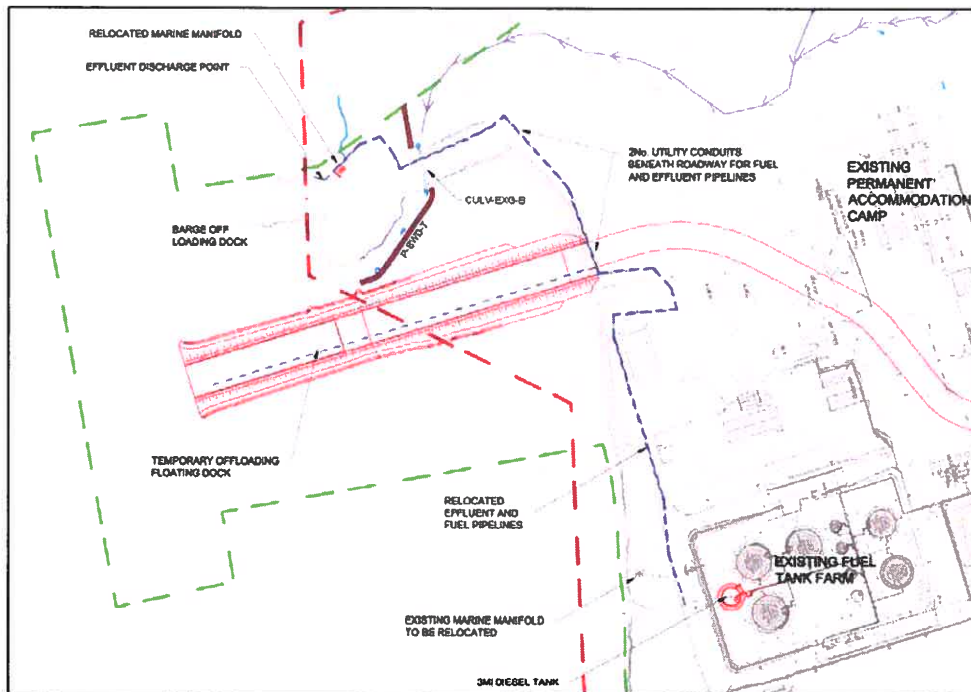 RELOCATED MARINE MANIFOLD
EFFLUENT DISCHARGE POINT
2No. UTILITY CONDUITS
BENEATH ROADWAY FOR FUEL
AND EFFLUENT PIPELINES
EXISTING
PERMANENT
ACCOMMODATION
CAMP
CULV-EXG-B
BARGE OFF
LOADING DOCK
P-SWD-7
TEMPORARY OFFLOADING
FLOATING DOCK
RELOCATED
EFFLUENT AND
FUEL PIPELINES
EXISTING FUEL
TANK FARM
EXISTING MARINE MANIFOLD
TO BE RELOCATED
3Ml DIESEL TANK